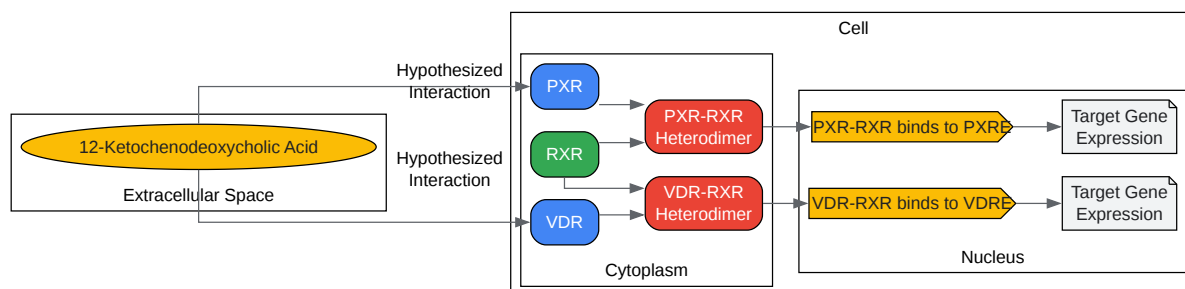 Cell
Hypothesized
Interaction
PXR
PXR-RXR
Heterodimer
PXR-RXR binds to PXRE
Target Gene
Expression
12-Ketochenodeoxycholic Acid
Extracellular Space
Hypothesized
Interaction
RXR
VDR
VDR-RXR
Heterodimer
VDR-RXR binds to VDRE
Target Gene
Expression
Cytoplasm
Nucleus